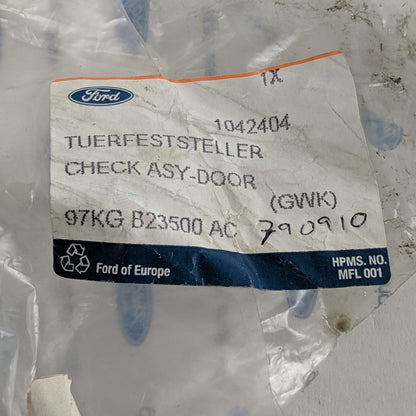 1X
Ford
1042404
TUERFESTSTELLER
CHECK ASY-DOOR
(GWK)
97KG B23500 AC 790910
Ford of Europe
HPMS. NO.
MFL 001